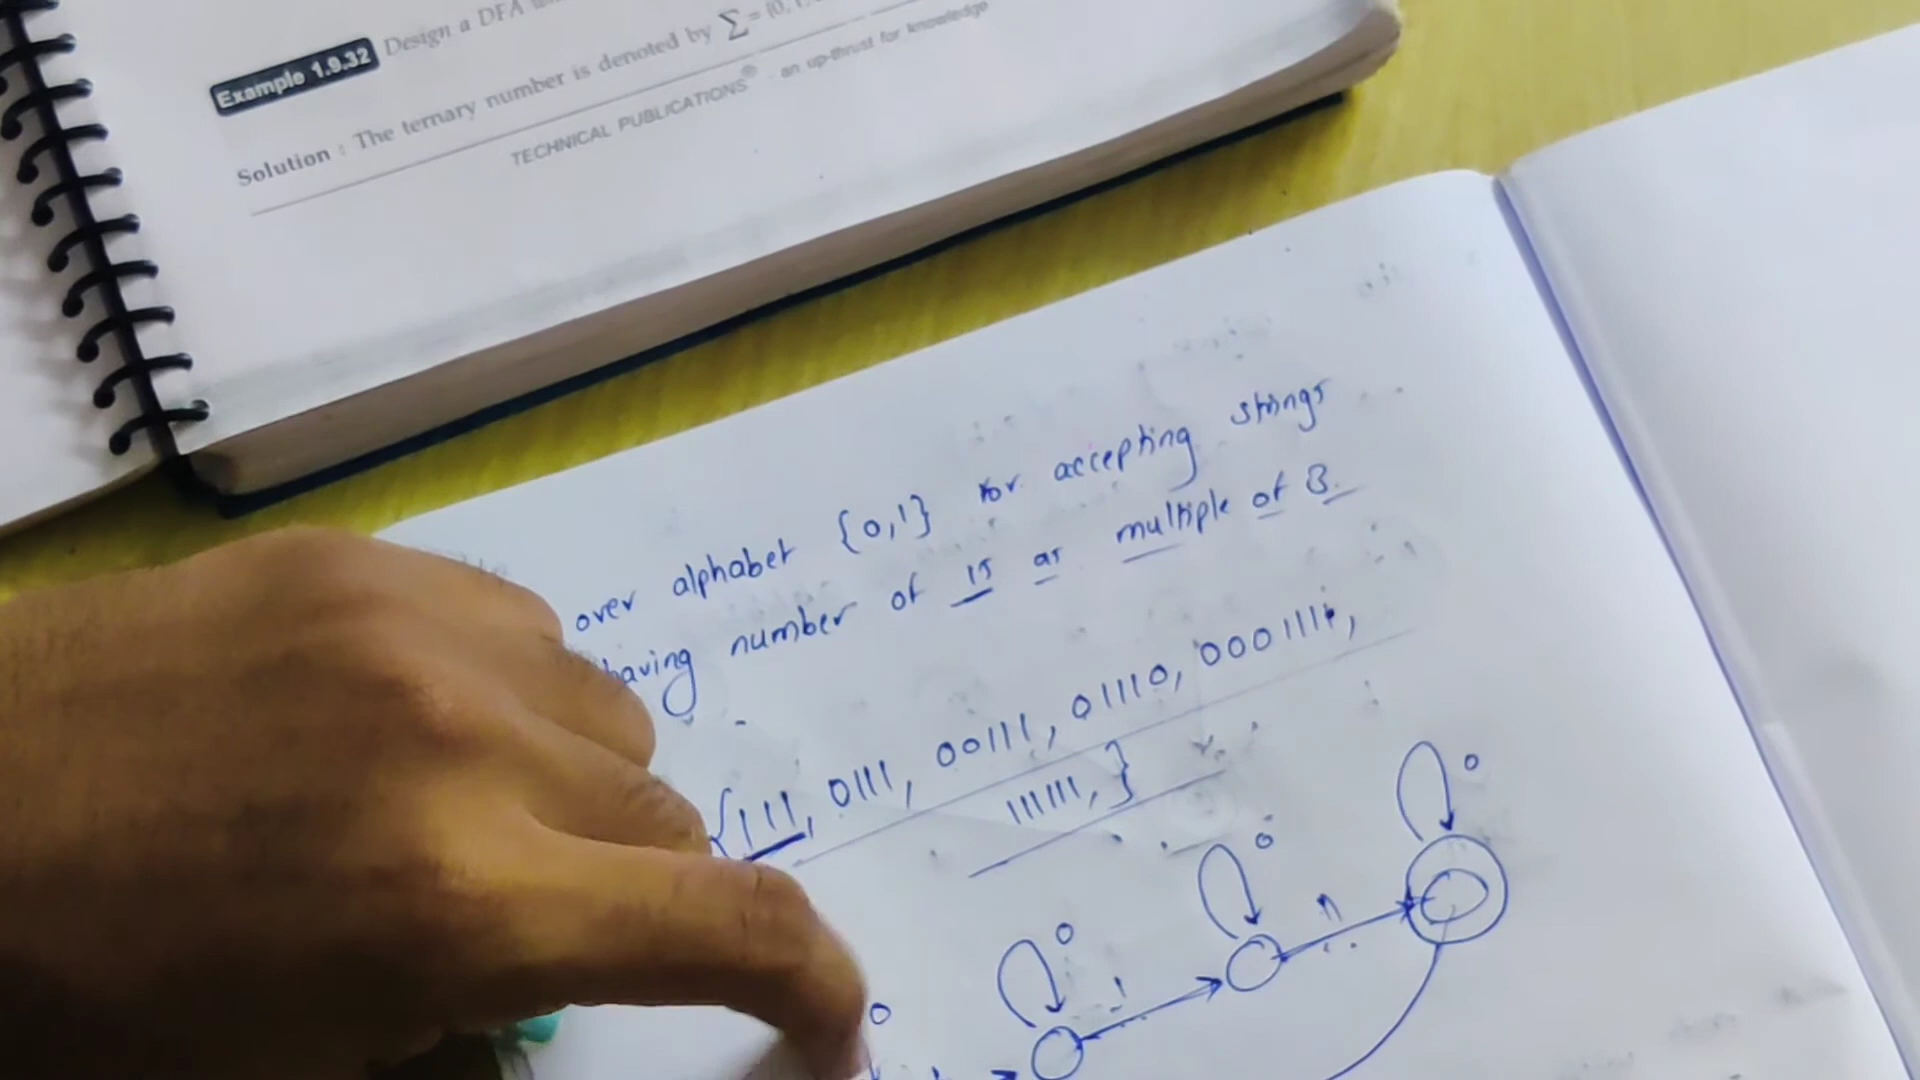 Example 1.9.32 Design a DFA
Solution : The ternary number is denoted by ∑ = {0, 1,
TECHNICAL PUBLICATIONS® - an up-thrust for knowledge
over alphabet {0,1} for accepting strings
having number of 1s as multiple of 3.
{111, 0111, 00111, 01110, 0001111,
111111, }
0
0
1
0
1
0